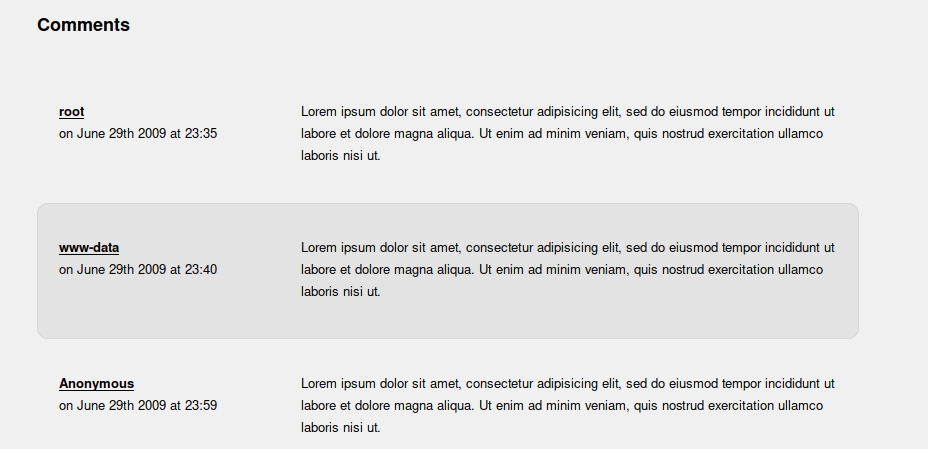 Comments
root
on June 29th 2009 at 23:35
Lorem ipsum dolor sit amet, consectetur adipisicing elit, sed do eiusmod tempor incididunt ut
labore et dolore magna aliqua. Ut enim ad minim veniam, quis nostrud exercitation ullamco
laboris nisi ut.
www-data
on June 29th 2009 at 23:40
Lorem ipsum dolor sit amet, consectetur adipisicing elit, sed do eiusmod tempor incididunt ut
labore et dolore magna aliqua. Ut enim ad minim veniam, quis nostrud exercitation ullamco
laboris nisi ut.
Anonymous
on June 29th 2009 at 23:59
Lorem ipsum dolor sit amet, consectetur adipisicing elit, sed do eiusmod tempor incididunt ut
labore et dolore magna aliqua. Ut enim ad minim veniam, quis nostrud exercitation ullamco
laboris nisi ut.